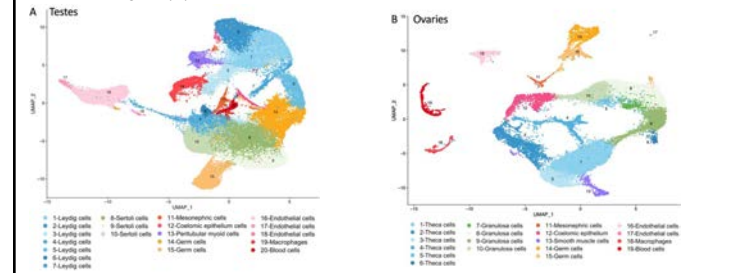 A Testes
B Ovaries
UMAP_2
UMAP_1
UMAP_2
UMAP_1
1-Leydig cells
2-Leydig cells
3-Leydig cells
4-Leydig cells
5-Leydig cells
6-Leydig cells
7-Leydig cells
8-Sertoli cells
9-Sertoli cells
10-Sertoli cells
11-Mesonephric cells
12-Coelomic epithelium cells
13-Peritubular myoid cells
14-Germ cells
15-Germ cells
16-Endothelial cells
17-Endothelial cells
18-Endothelial cells
19-Macrophages
20-Blood cells
1-Theca cells
2-Theca cells
3-Theca cells
4-Theca cells
5-Theca cells
6-Theca cells
7-Granulosa cells
8-Granulosa cells
9-Granulosa cells
10-Granulosa cells
11-Mesonephric cells
12-Coelomic epithelium
13-Smooth muscle cells
14-Germ cells
15-Germ cells
16-Endothelial cells
17-Endothelial cells
18-Macrophages
19-Blood cells